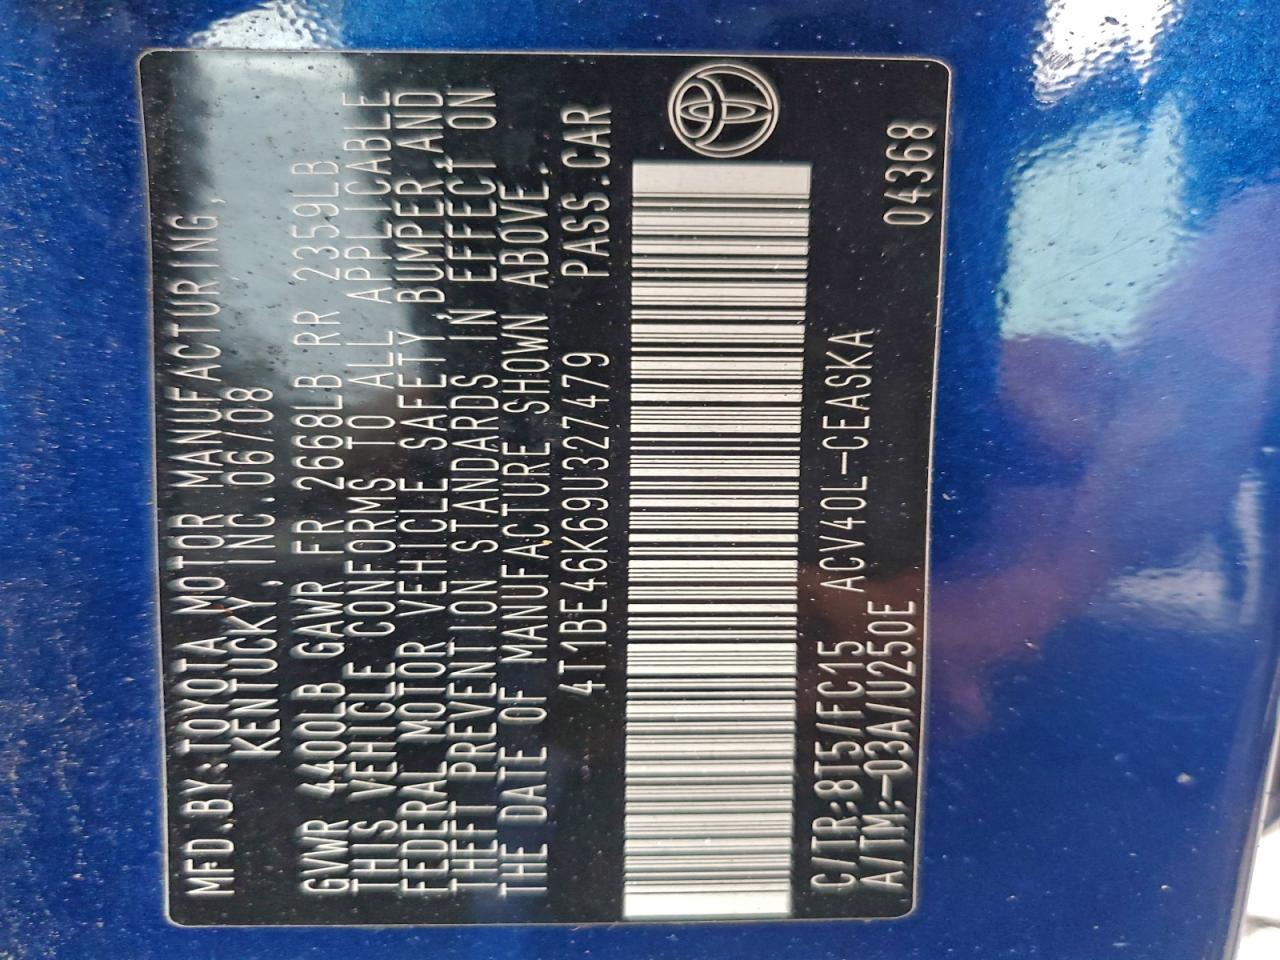 MFD.BY:TOYOTA MOTOR MANUFACTURING,
KENTUCKY, INC.06/08
GVWR 4400LB GAWR FR 2668LB RR 2359LB
THIS VEHICLE CONFORMS TO ALL APPLICABLE
FEDERAL MOTOR VEHICLE SAFETY BUMPER,AND
THEFT PREVENTION STANDARDS IN EFFECT ON
THE DATE OF MANUFACTURE SHOWN ABOVE.
4T1BE46K69U327479 PASS.CAR
C/TR:8T5/FC15 ACV40L-CEASKA
A/TM:-03A/U250E 04368